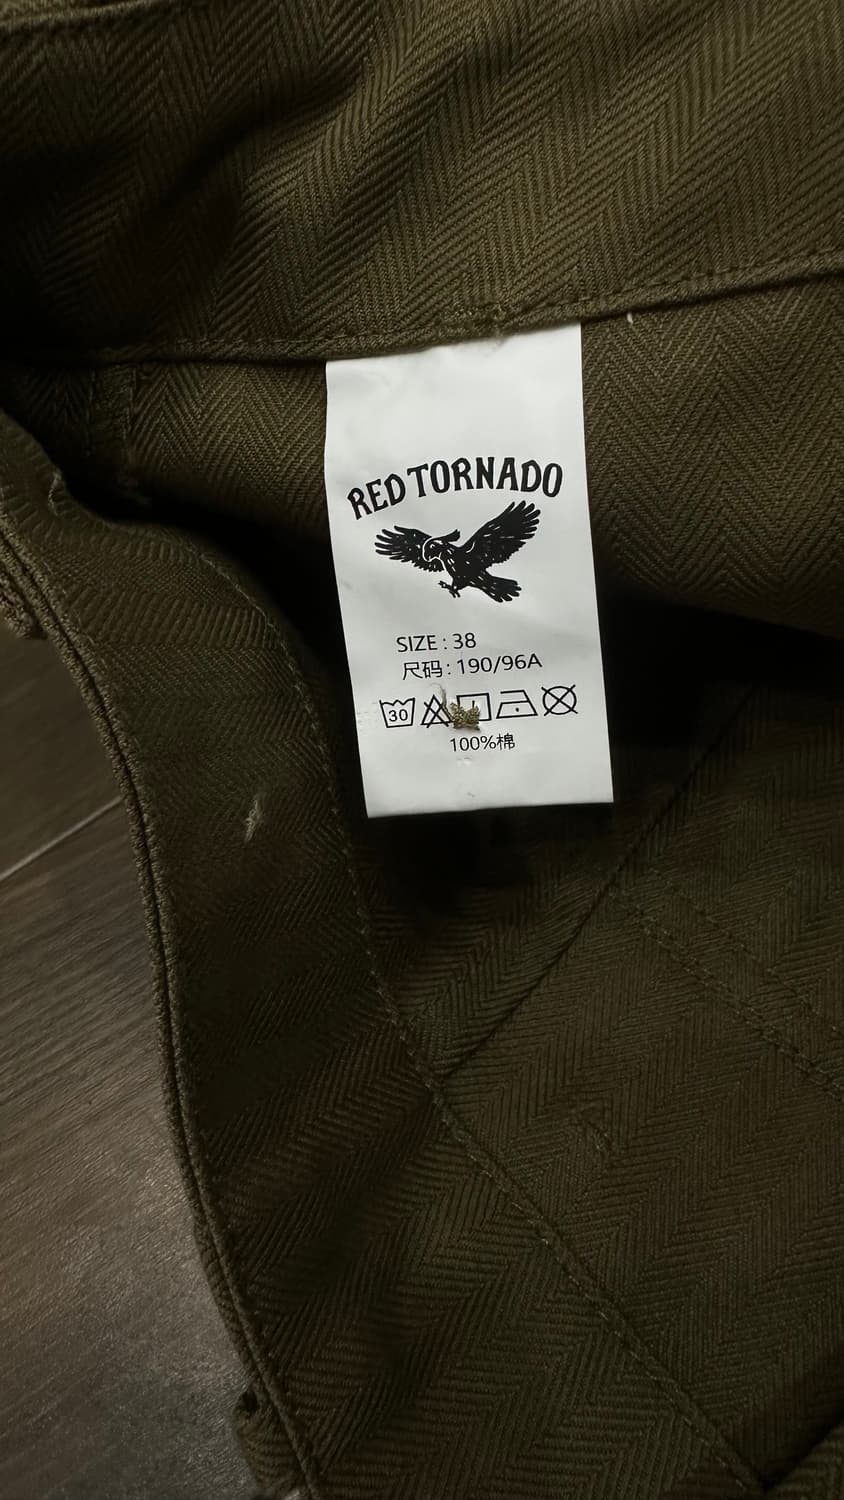 RED TORNADO
SIZE : 38
尺码 : 190/96A
30
100%棉